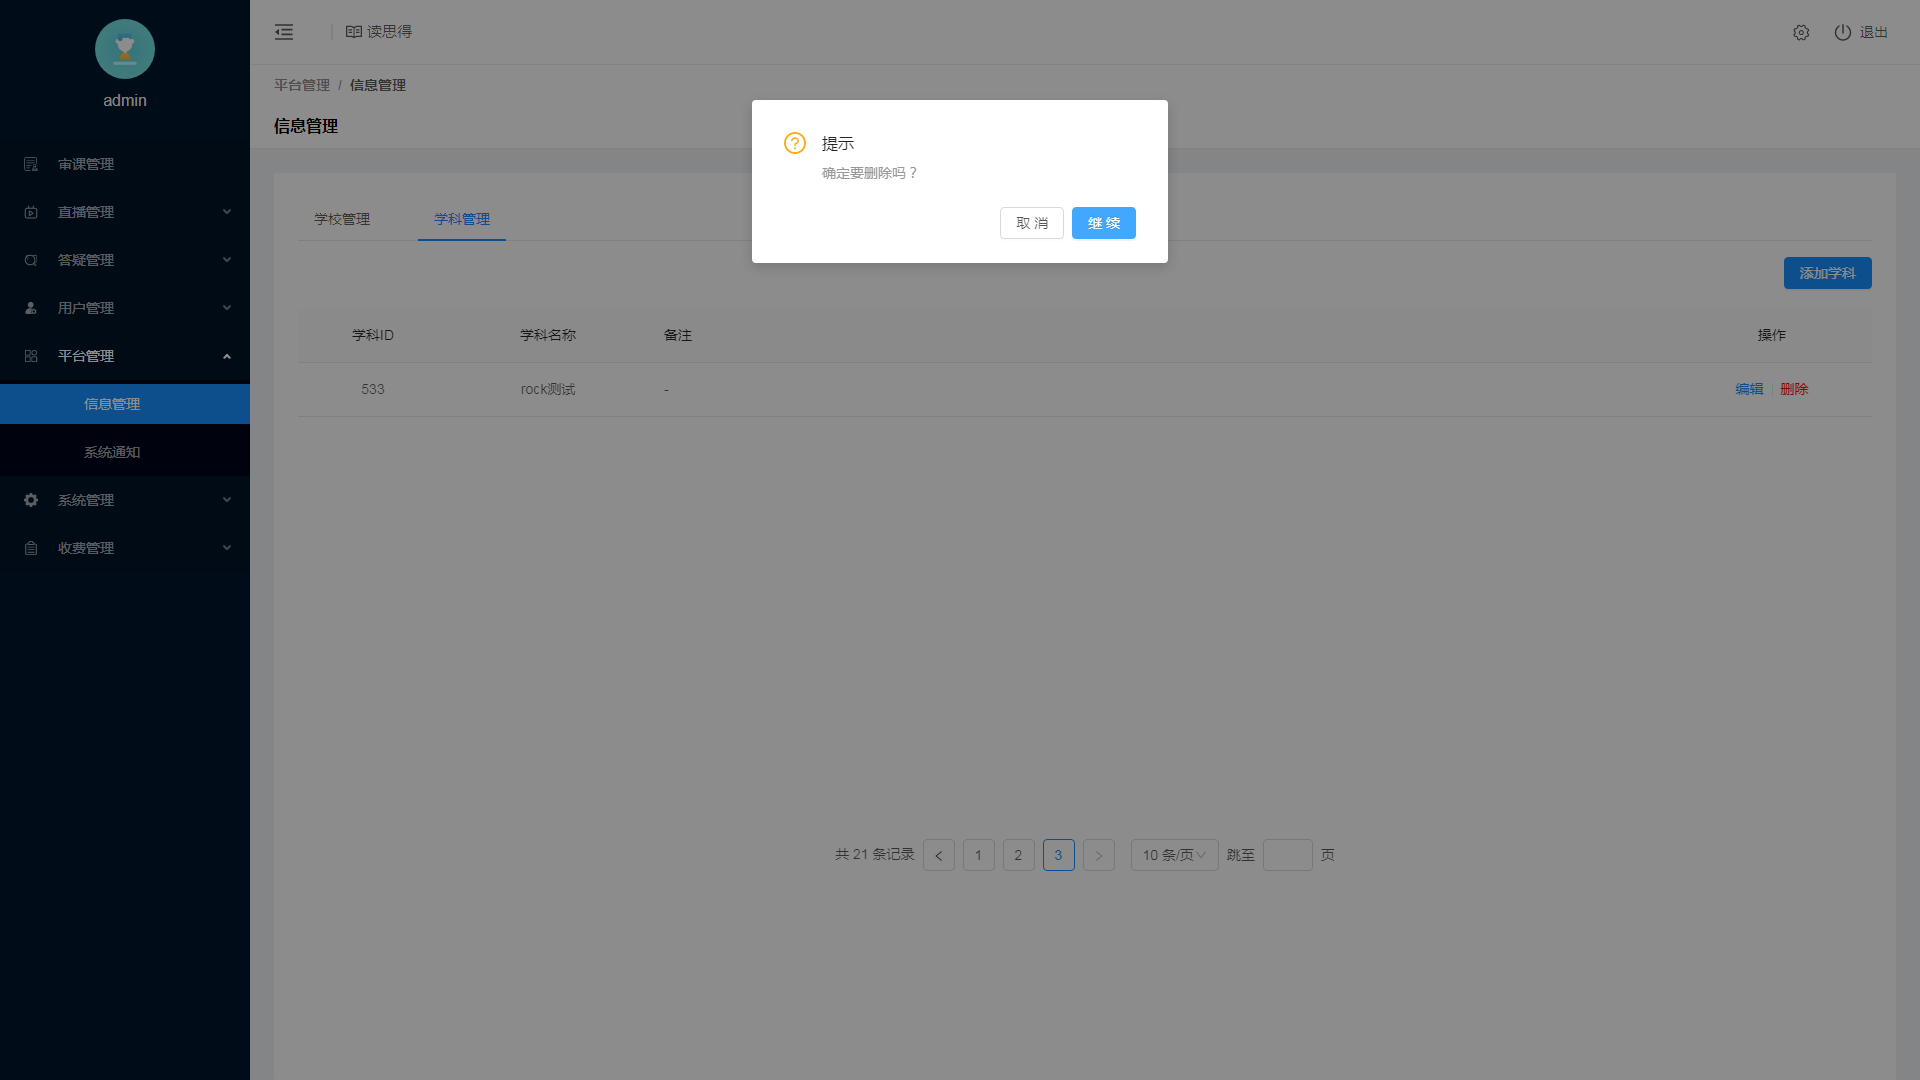 admin
审课管理
直播管理
答疑管理
用户管理
平台管理
信息管理
系统通知
系统管理
收费管理
读思得
退出
平台管理 / 信息管理
信息管理
提示
确定要删除吗？
取 消 继 续
学校管理 学科管理
添加学科
学科ID 学科名称 备注 操作
533 rock测试 - 编辑 删除
共 21 条记录 1 2 3 10 条/页 跳至 页